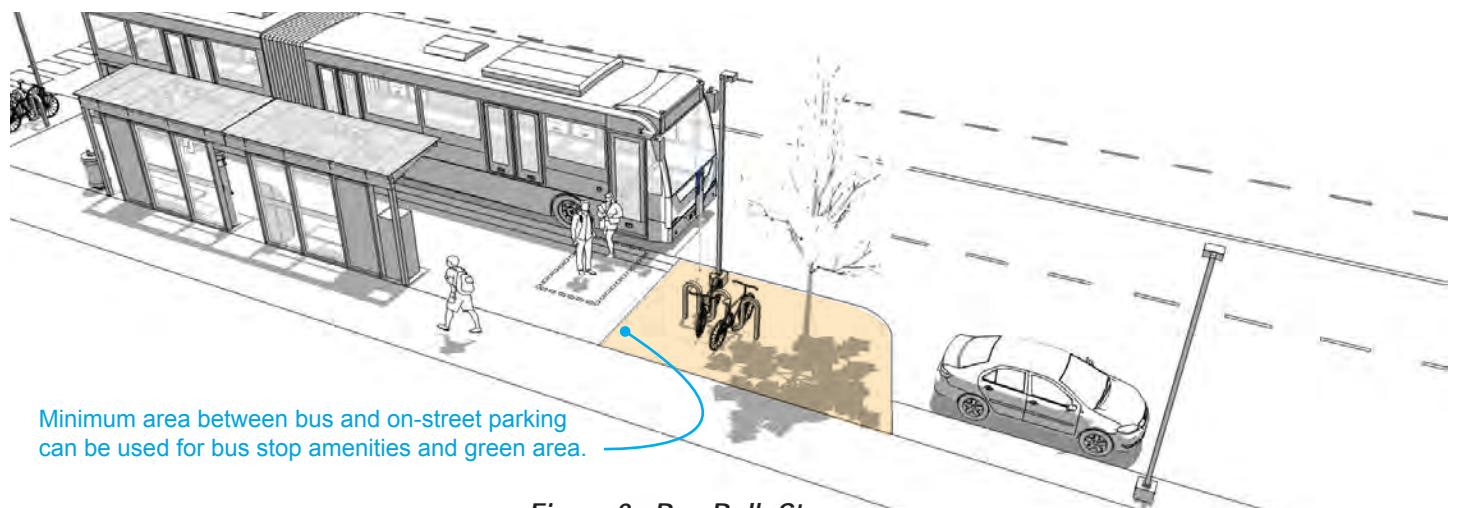 Minimum area between bus and on-street parking
can be used for bus stop amenities and green area.